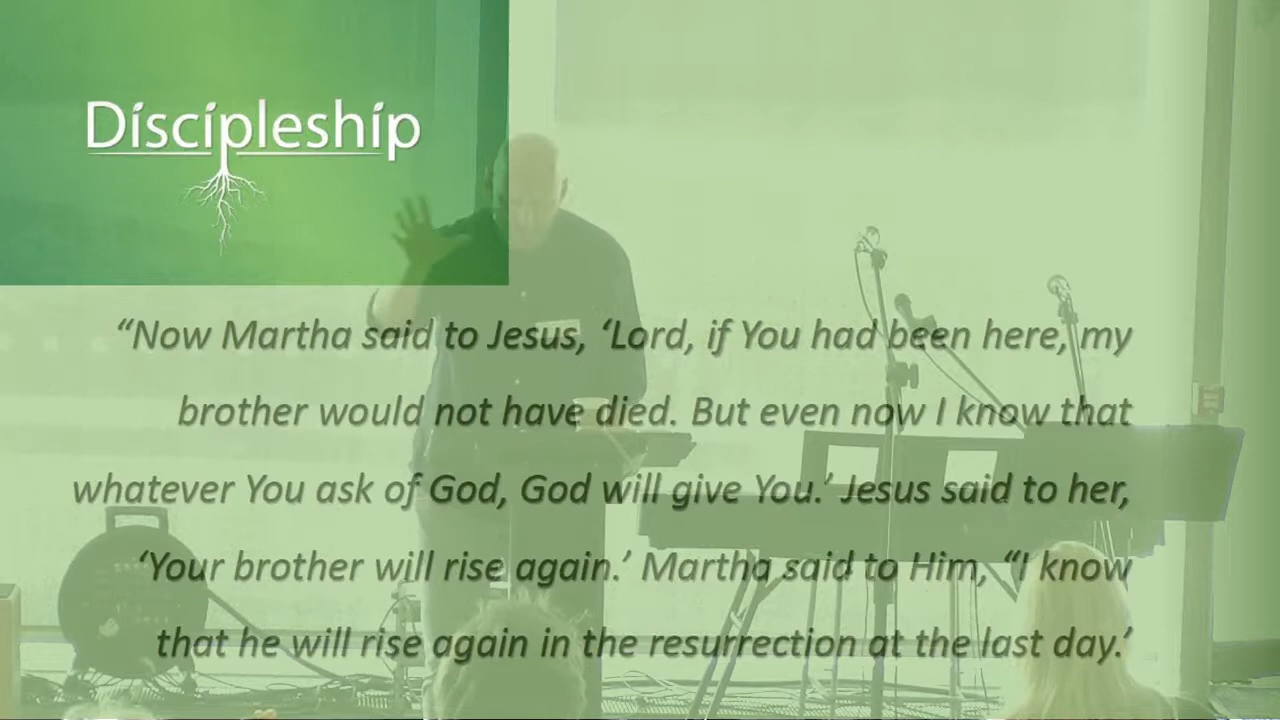 Discipleship
“Now Martha said to Jesus, ‘Lord, if You had been here, my
brother would not have died. But even now I know that
whatever You ask of God, God will give You.’ Jesus said to her,
‘Your brother will rise again.’ Martha said to Him, “I know
that he will rise again in the resurrection at the last day.’